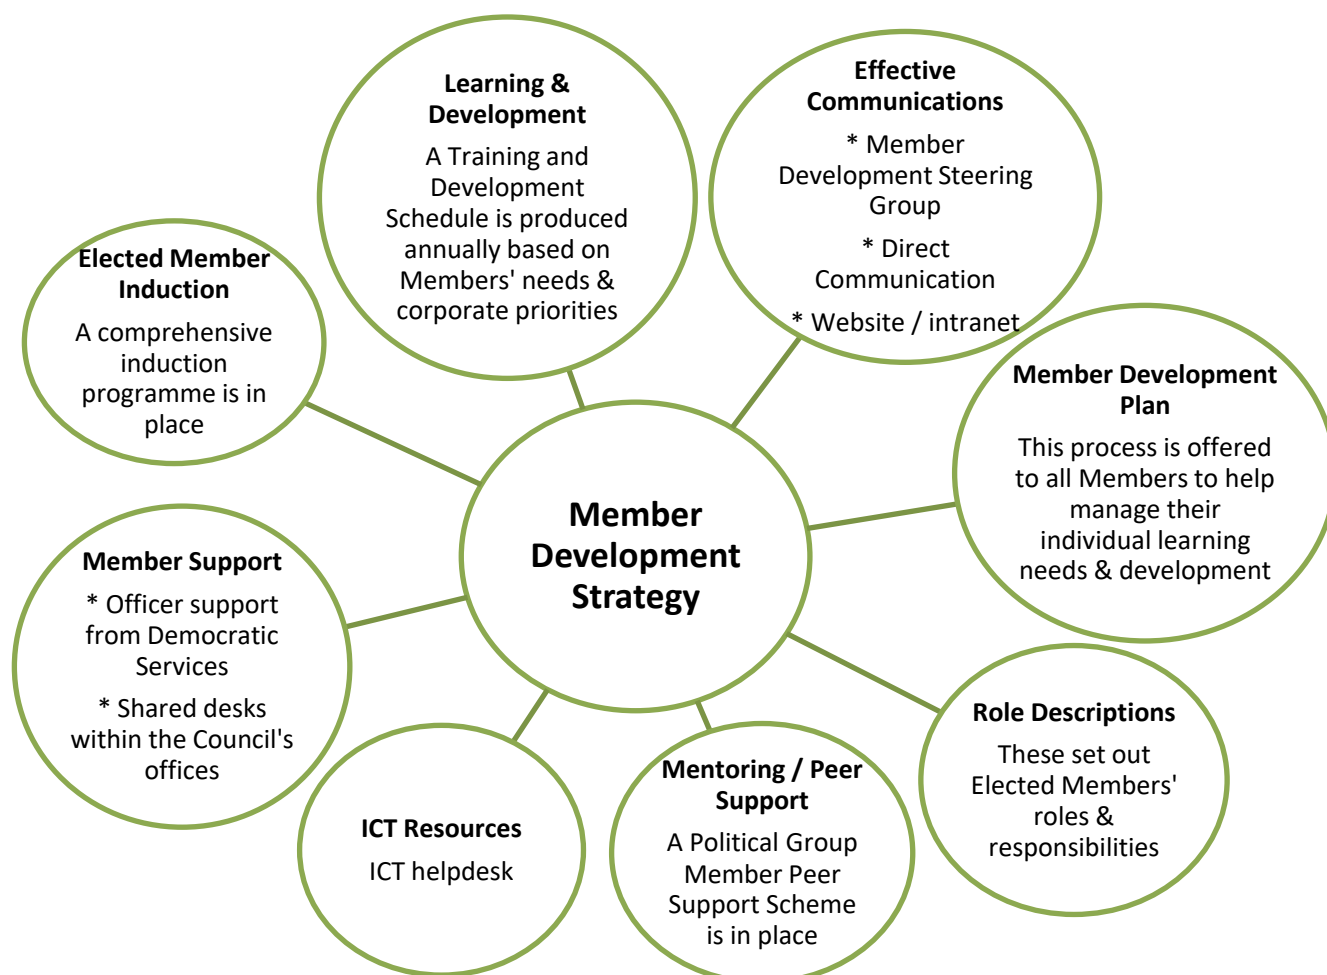 Learning &
Development
A Training and
Development
Schedule is produced
annually based on
Members' needs &
corporate priorities
Effective
Communications
* Member
Development Steering
Group
* Direct
Communication
* Website / intranet
Elected Member
Induction
A comprehensive
induction
programme is in
place
Member Development
Plan
This process is offered
to all Members to help
manage their
individual learning
needs & development
Member
Development
Strategy
Member Support
* Officer support
from Democratic
Services
* Shared desks
within the Council's
offices
Role Descriptions
These set out
Elected Members'
roles &
responsibilities
ICT Resources
ICT helpdesk
Mentoring / Peer
Support
A Political Group
Member Peer
Support Scheme
is in place